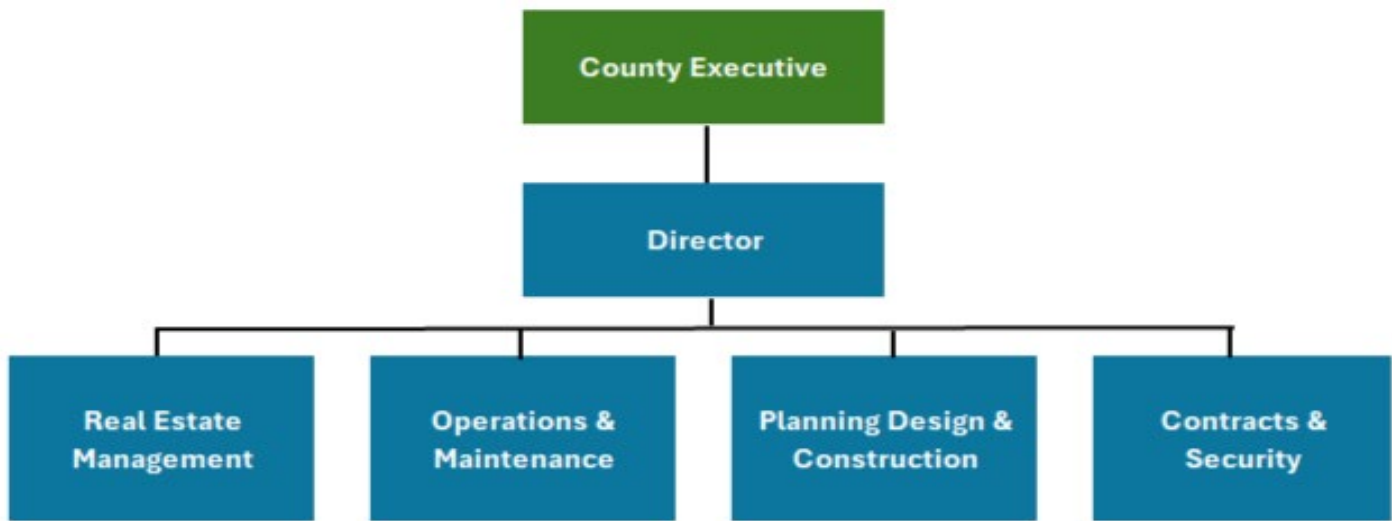 County Executive
Director
Real Estate
Management
Operations &
Maintenance
Planning Design &
Construction
Contracts &
Security